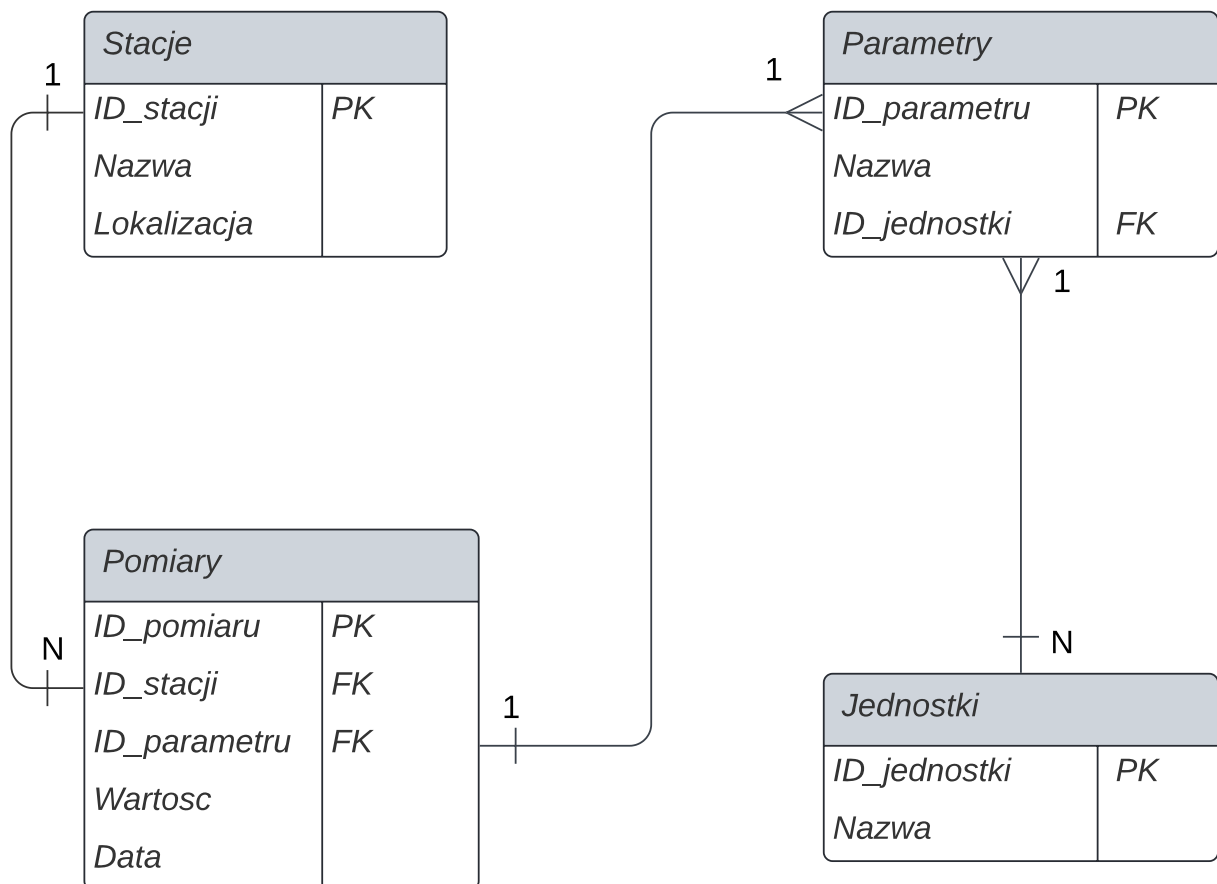 Stacje
1
ID_stacji PK
Nazwa
Lokalizacja
Parametry
1
ID_parametru PK
Nazwa
ID_jednostki FK
1
Pomiary
ID_pomiaru PK
N
ID_stacji FK
ID_parametru FK
1
Wartosc
Data
N
Jednostki
ID_jednostki PK
Nazwa